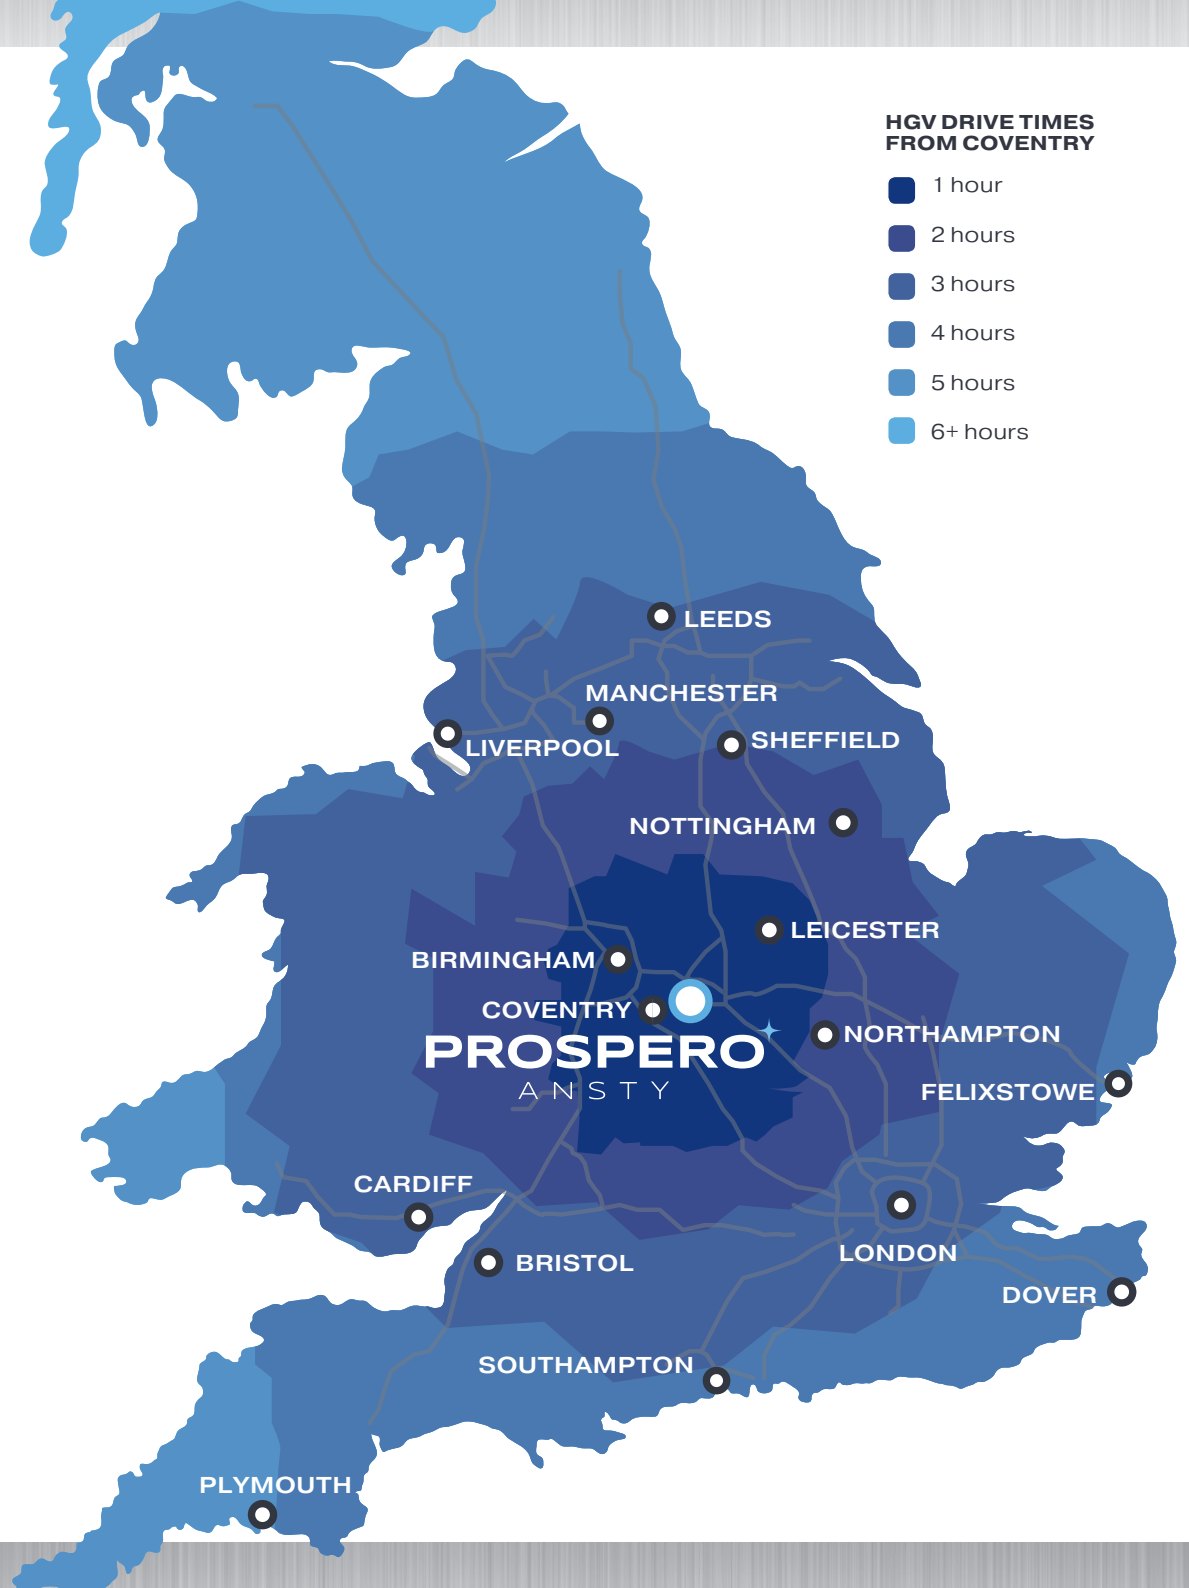 HGV DRIVE TIMES
FROM COVENTRY
1 hour
2 hours
3 hours
4 hours
5 hours
6+ hours
LEEDS
MANCHESTER
LIVERPOOL
SHEFFIELD
NOTTINGHAM
LEICESTER
BIRMINGHAM
COVENTRY
PROSPERO
ANSTY
NORTHAMPTON
FELIXSTOWE
CARDIFF
LONDON
BRISTOL
DOVER
SOUTHAMPTON
PLYMOUTH